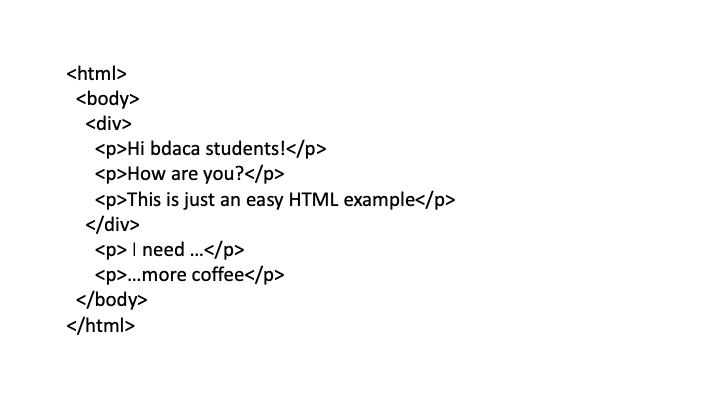 <html>
<body>
<div>
<p>Hi bdaca students!</p>
<p>How are you?</p>
<p>This is just an easy HTML example</p>
</div>
<p> I need ...</p>
<p>...more coffee</p>
</body>
</html>